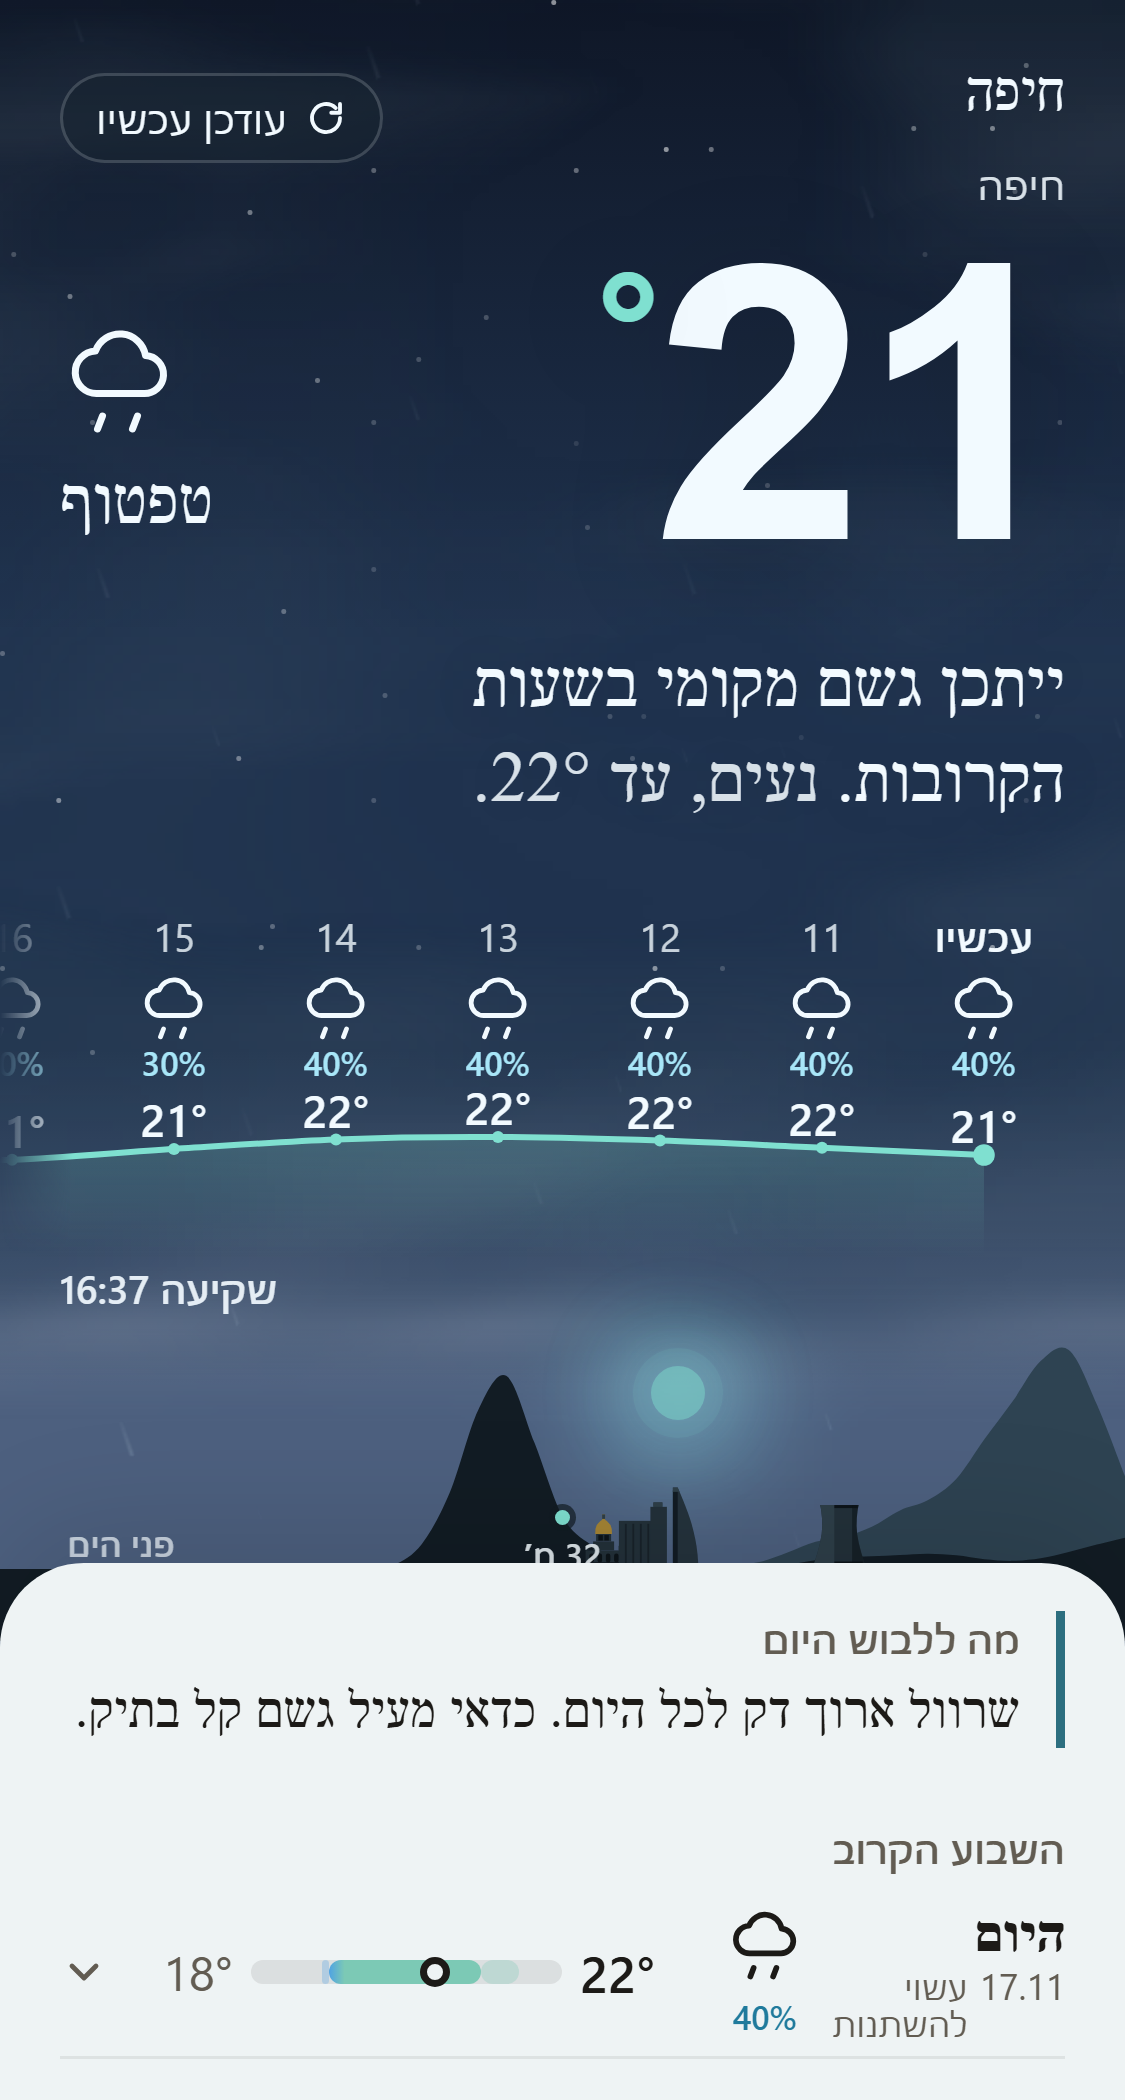 חיפה
עודכן עכשיו
חיפה
21°
טפטוף
ייתכן גשם מקומי בשעות
הקרובות. נעים, עד 22°.
עכשיו 11 12 13 14 15
40% 40% 40% 40% 40% 30%
21° 22° 22° 22° 22° 21°
שקיעה 16:37
פני הים
32 מ׳
מה ללבוש היום
שרוול ארוך דק לכל היום. כדאי מעיל גשם קל בתיק.
השבוע הקרוב
היום
22° 18°
17.11 עשוי
להשתנות
40%